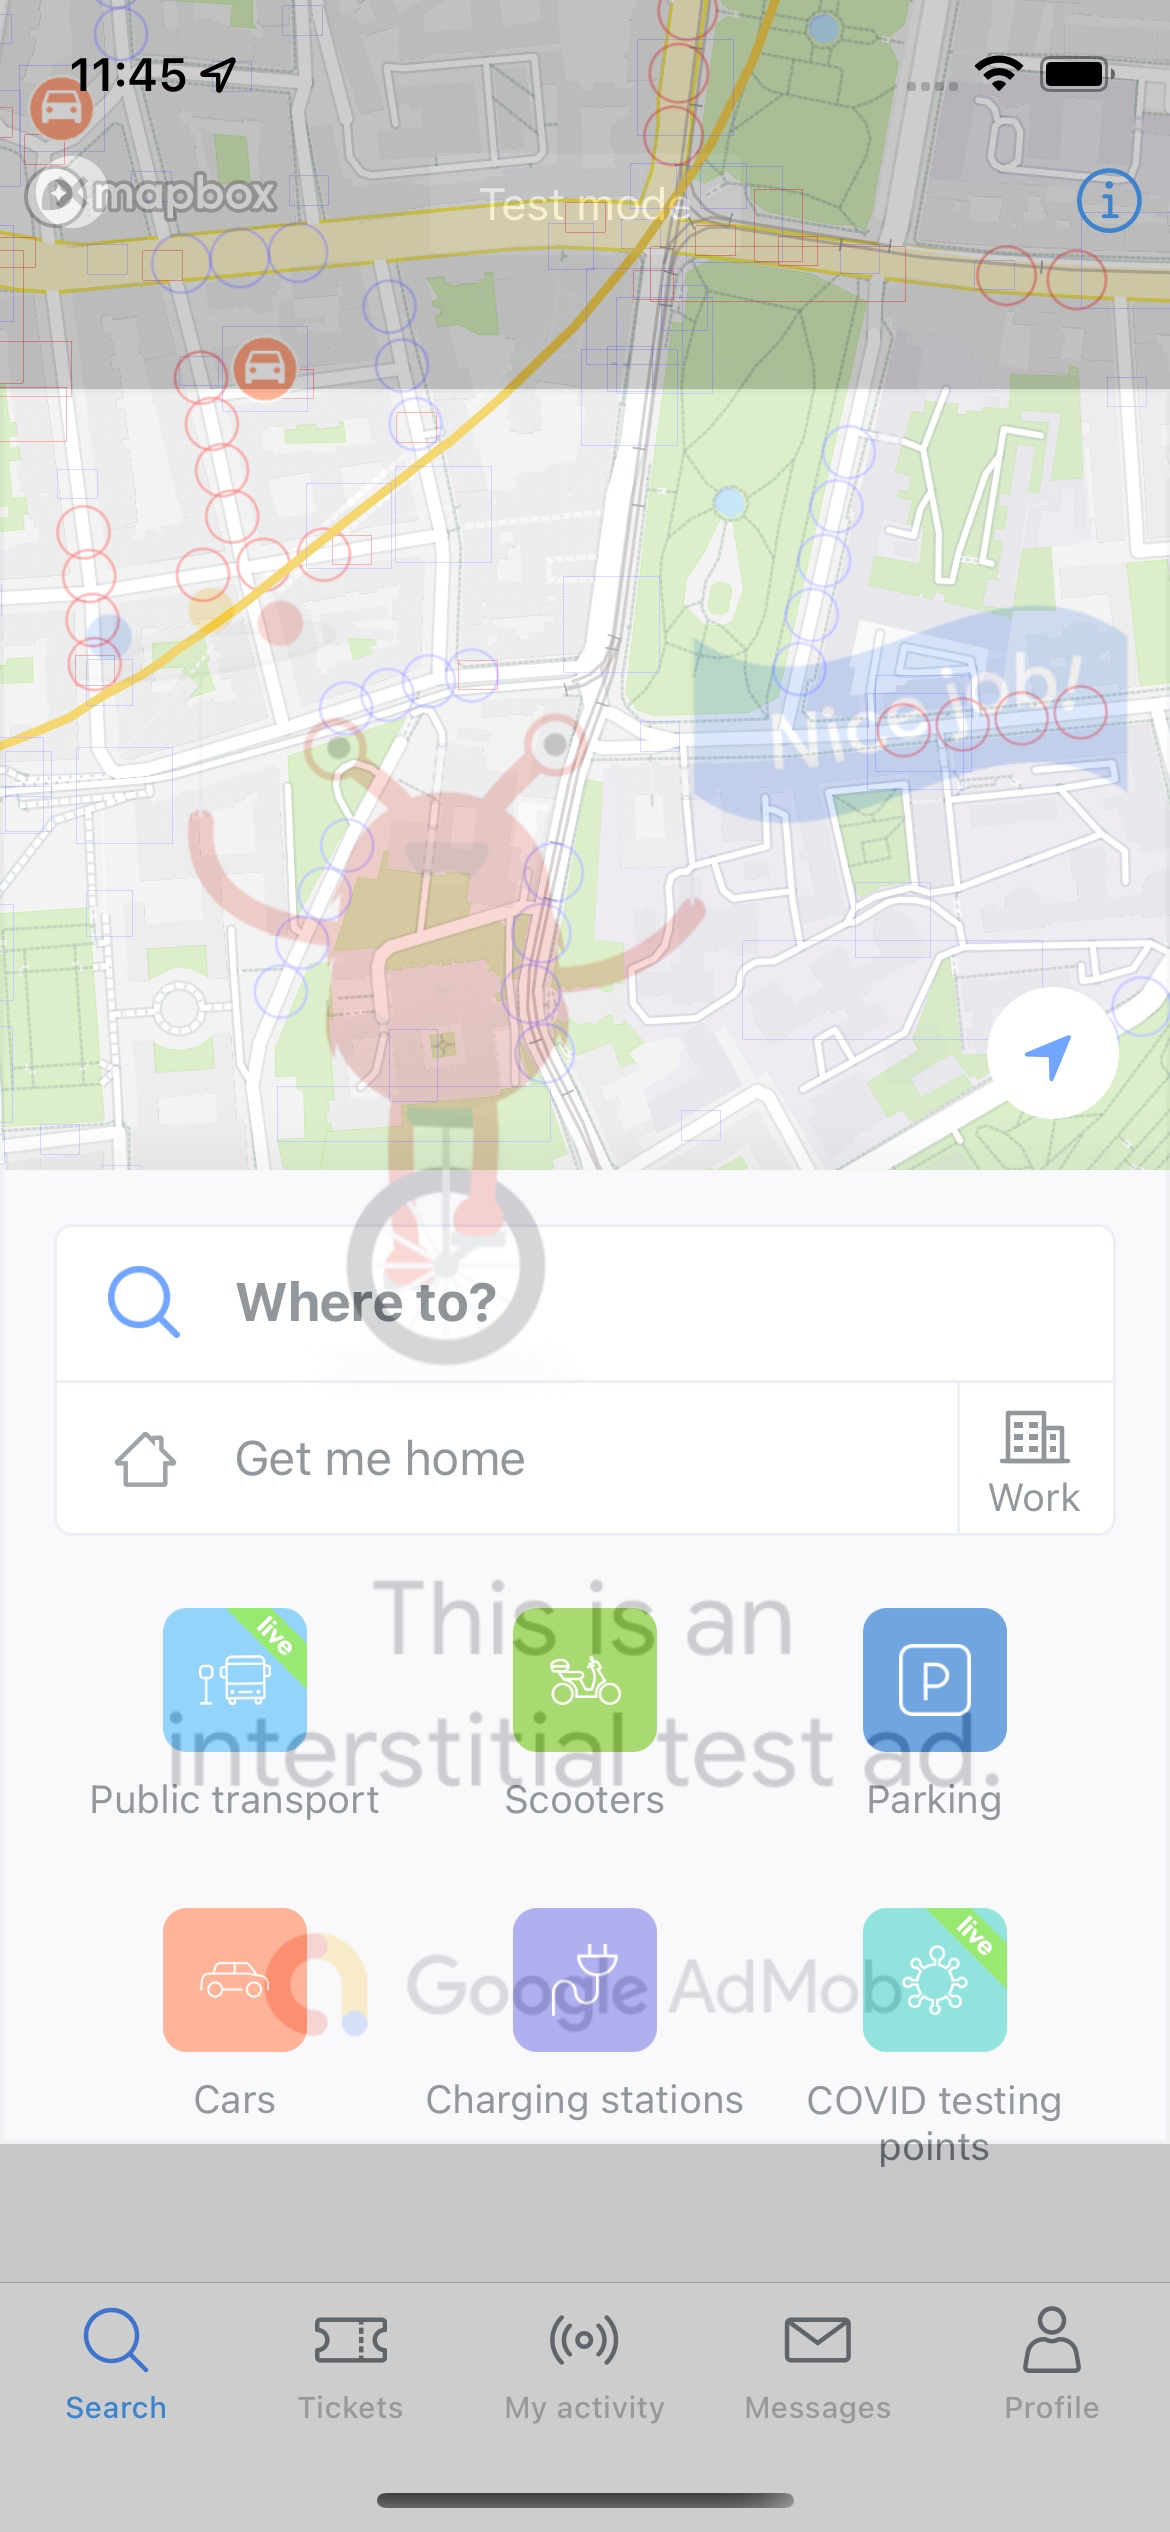 11:45
mapbox
Test mode
Nice job!
Where to?
Get me home
Work
This is an
interstitial test ad.
live
P
Public transport
Scooters
Parking
live
Google AdMob
Cars
Charging stations
COVID testing
points
Search
Tickets
My activity
Messages
Profile